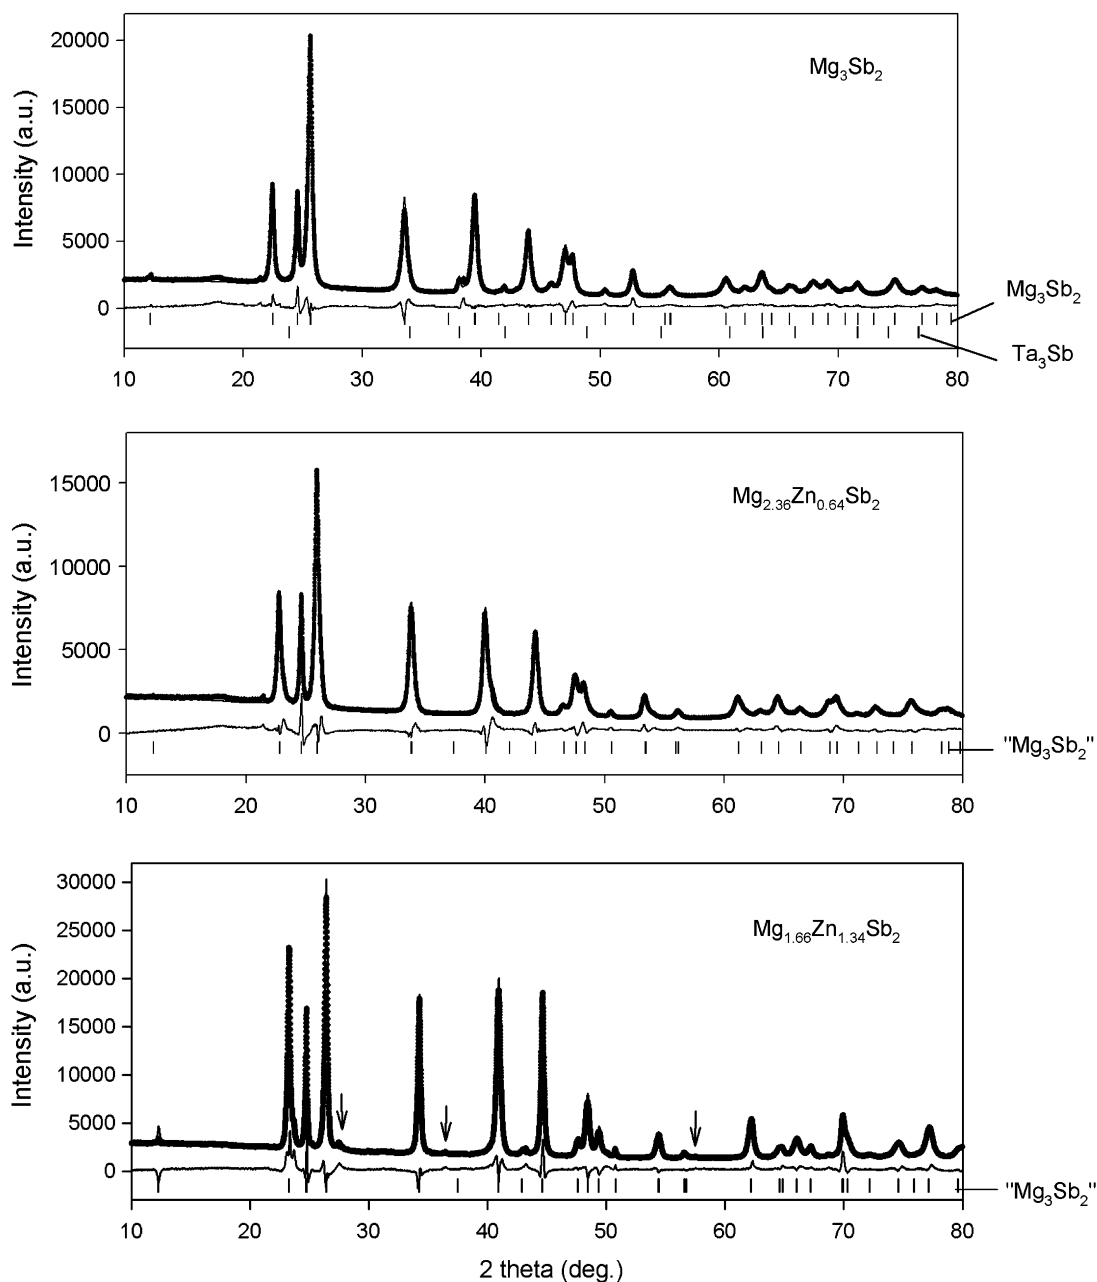 Mg3Sb2
Intensity (a.u.)
20000
15000
10000
5000
0
Mg3Sb2
Ta3Sb
10 20 30 40 50 60 70 80
Mg2.36Zn0.64Sb2
Intensity (a.u.)
15000
10000
5000
0
"Mg3Sb2"
10 20 30 40 50 60 70 80
Mg1.66Zn1.34Sb2
Intensity (a.u.)
30000
25000
20000
15000
10000
5000
0
"Mg3Sb2"
10 20 30 40 50 60 70 80
2 theta (deg.)